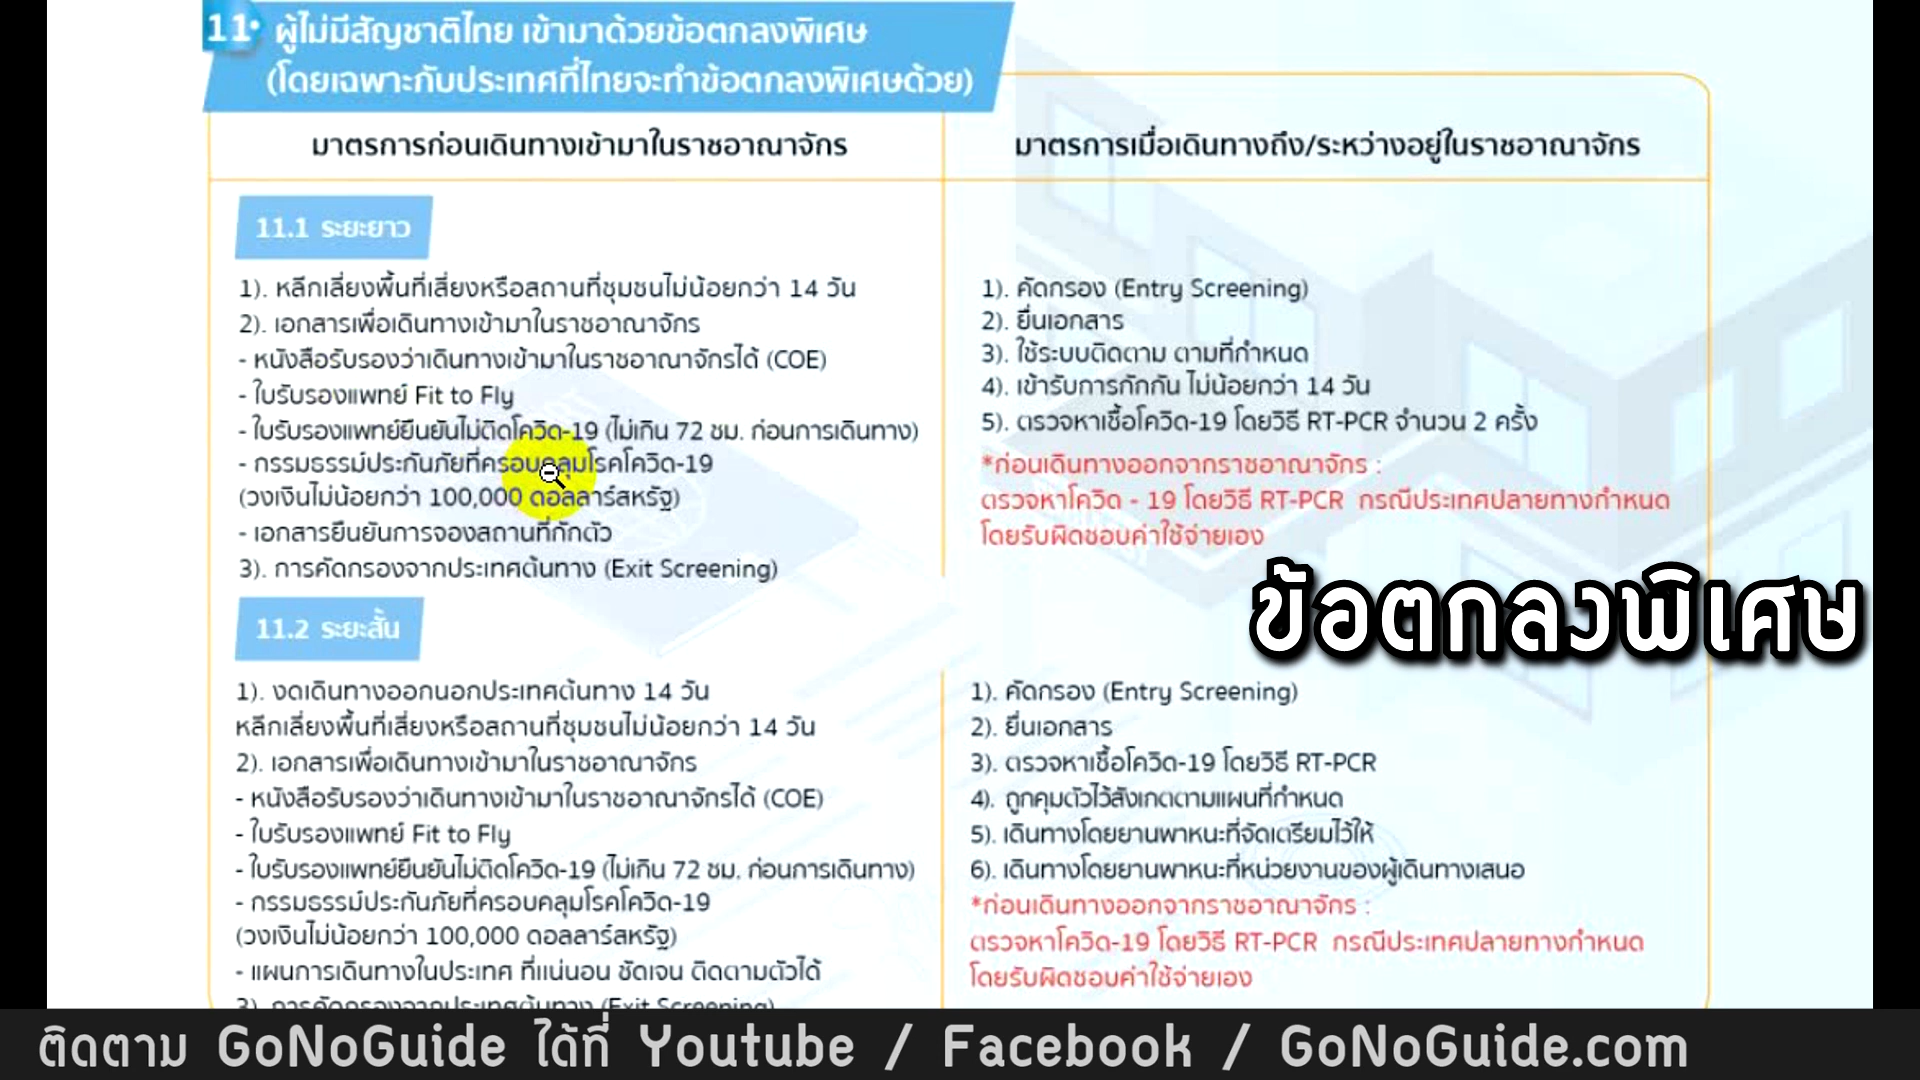 11.
ผู้ไม่มีสัญชาติไทย เข้ามาด้วยข้อตกลงพิเศษ
(โดยเฉพาะกับประเทศที่ไทยจะทำข้อตกลงพิเศษด้วย)
มาตรการก่อนเดินทางเข้ามาในราชอาณาจักร
มาตรการเมื่อเดินทางถึง/ระหว่างอยู่ในราชอาณาจักร
11.1 ระยะยาว
1). หลีกเลี่ยงพื้นที่เสี่ยงหรือสถานที่ชุมชนไม่น้อยกว่า 14 วัน
2). เอกสารเพื่อเดินทางเข้ามาในราชอาณาจักร
- หนังสือรับรองว่าเดินทางเข้ามาในราชอาณาจักรได้ (COE)
- ใบรับรองแพทย์ Fit to Fly
- ใบรับรองแพทย์ยืนยันไม่ติดโควิด-19 (ไม่เกิน 72 ชม. ก่อนการเดินทาง)
- กรรมธรรม์ประกันภัยที่ครอบคลุมโรคโควิด-19
(วงเงินไม่น้อยกว่า 100,000 ดอลลาร์สหรัฐ)
- เอกสารยืนยันการจองสถานที่กักตัว
3). การคัดกรองจากประเทศต้นทาง (Exit Screening)
1). คัดกรอง (Entry Screening)
2). ยื่นเอกสาร
3). ใช้ระบบติดตาม ตามที่กำหนด
4). เข้ารับการกักกัน ไม่น้อยกว่า 14 วัน
5). ตรวจหาเชื้อโควิด-19 โดยวิธี RT-PCR จำนวน 2 ครั้ง
*ก่อนเดินทางออกจากราชอาณาจักร :
ตรวจหาโควิด - 19 โดยวิธี RT-PCR กรณีประเทศปลายทางกำหนด
โดยรับผิดชอบค่าใช้จ่ายเอง
ข้อตกลงพิเศษ
11.2 ระยะสั้น
1). งดเดินทางออกนอกประเทศต้นทาง 14 วัน
หลีกเลี่ยงพื้นที่เสี่ยงหรือสถานที่ชุมชนไม่น้อยกว่า 14 วัน
2). เอกสารเพื่อเดินทางเข้ามาในราชอาณาจักร
- หนังสือรับรองว่าเดินทางเข้ามาในราชอาณาจักรได้ (COE)
- ใบรับรองแพทย์ Fit to Fly
- ใบรับรองแพทย์ยืนยันไม่ติดโควิด-19 (ไม่เกิน 72 ชม. ก่อนการเดินทาง)
- กรรมธรรม์ประกันภัยที่ครอบคลุมโรคโควิด-19
(วงเงินไม่น้อยกว่า 100,000 ดอลลาร์สหรัฐ)
- แผนการเดินทางในประเทศ ที่แน่นอน ชัดเจน ติดตามตัวได้
3). การคัดกรองจากประเทศต้นทาง (Exit Screening)
1). คัดกรอง (Entry Screening)
2). ยื่นเอกสาร
3). ตรวจหาเชื้อโควิด-19 โดยวิธี RT-PCR
4). ถูกคุมตัวไว้สังเกตตามแผนที่กำหนด
5). เดินทางโดยยานพาหนะที่จัดเตรียมไว้ให้
6). เดินทางโดยยานพาหนะที่หน่วยงานของผู้เดินทางเสนอ
*ก่อนเดินทางออกจากราชอาณาจักร :
ตรวจหาโควิด-19 โดยวิธี RT-PCR กรณีประเทศปลายทางกำหนด
โดยรับผิดชอบค่าใช้จ่ายเอง
ติดตาม GoNoGuide ได้ที่ Youtube / Facebook / GoNoGuide.com